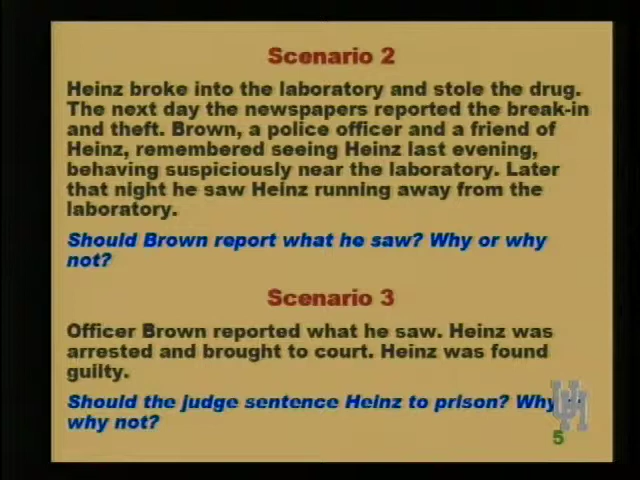 Scenario 2
Heinz broke into the laboratory and stole the drug.
The next day the newspapers reported the break-in
and theft. Brown, a police officer and a friend of
Heinz, remembered seeing Heinz last evening,
behaving suspiciously near the laboratory. Later
that night he saw Heinz running away from the
laboratory.
Should Brown report what he saw? Why or why
not?
Scenario 3
Officer Brown reported what he saw. Heinz was
arrested and brought to court. Heinz was found
guilty.
Should the judge sentence Heinz to prison? Why
why not?
UH
5